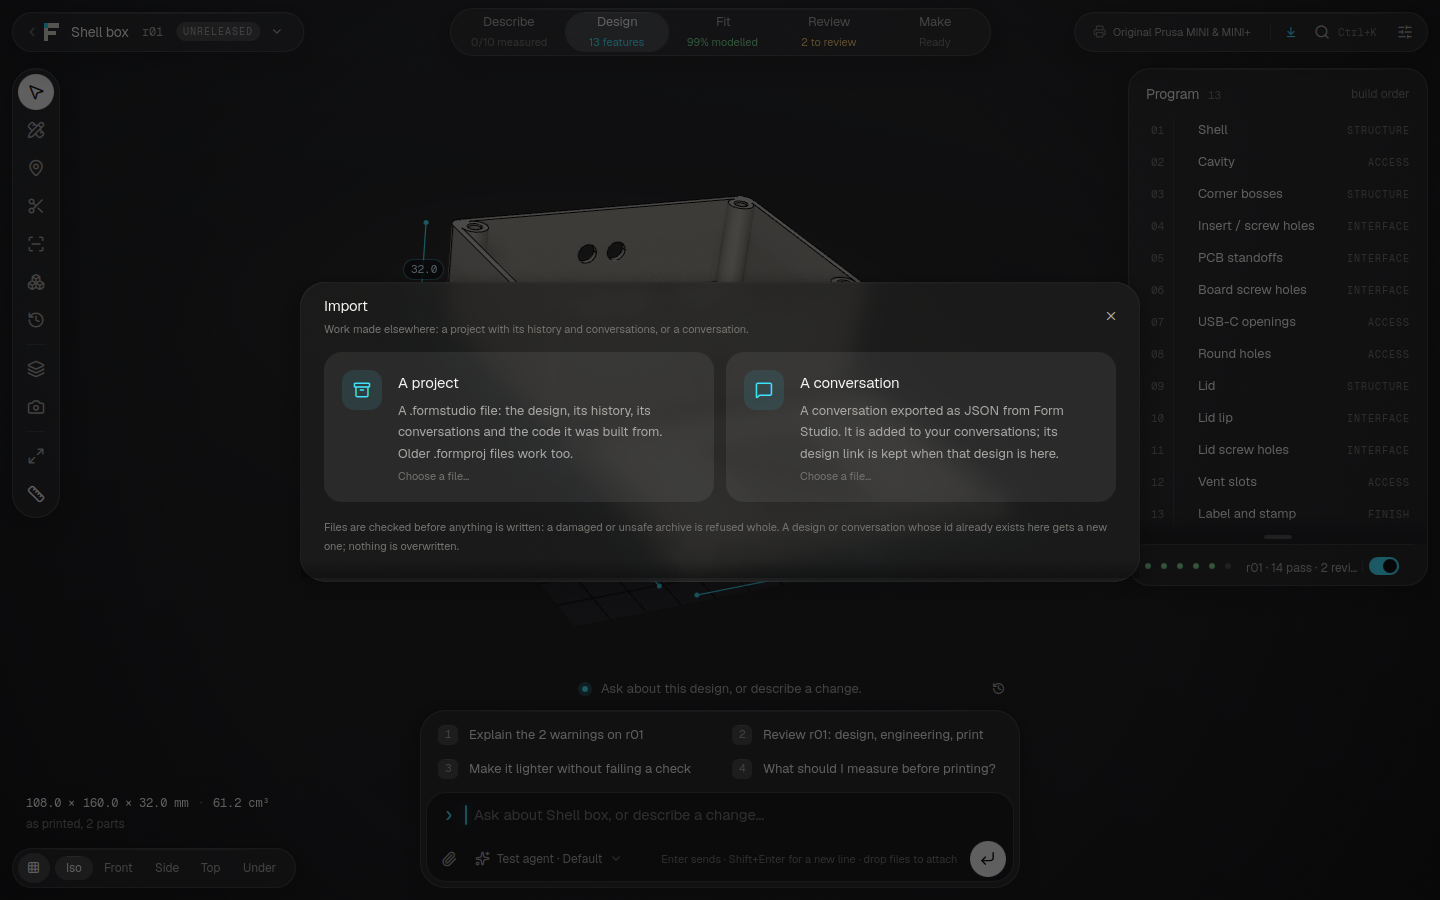 Shell box r01 UNRELEASED
Describe
0/10 measured
Design
13 features
Fit
99% modelled
Review
2 to review
Make
Ready
Original Prusa MINI & MINI+
Ctrl+K
Program 13 build order
01 Shell STRUCTURE
02 Cavity ACCESS
03 Corner bosses STRUCTURE
04 Insert / screw holes INTERFACE
05 PCB standoffs INTERFACE
06 Board screw holes INTERFACE
07 USB-C openings ACCESS
08 Round holes ACCESS
09 Lid STRUCTURE
10 Lid lip INTERFACE
11 Lid screw holes INTERFACE
12 Vent slots ACCESS
13 Label and stamp FINISH
r01 · 14 pass · 2 revi...
32.0
Import
Work made elsewhere: a project with its history and conversations, or a conversation.
A project
A .formstudio file: the design, its history, its
conversations and the code it was built from.
Older .formproj files work too.
Choose a file...
A conversation
A conversation exported as JSON from Form
Studio. It is added to your conversations; its
design link is kept when that design is here.
Choose a file...
Files are checked before anything is written: a damaged or unsafe archive is refused whole. A design or conversation whose id already exists here gets a new
one; nothing is overwritten.
Ask about this design, or describe a change.
1 Explain the 2 warnings on r01
2 Review r01: design, engineering, print
3 Make it lighter without failing a check
4 What should I measure before printing?
Ask about Shell box, or describe a change...
Test agent · Default
Enter sends · Shift+Enter for a new line · drop files to attach
108.0 × 160.0 × 32.0 mm · 61.2 cm³
as printed, 2 parts
Iso Front Side Top Under